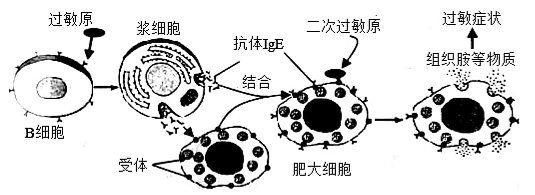 过敏原
浆细胞
二次过敏原
过敏症状
抗体IgE
组织胺等物质
结合
B细胞
受体
肥大细胞